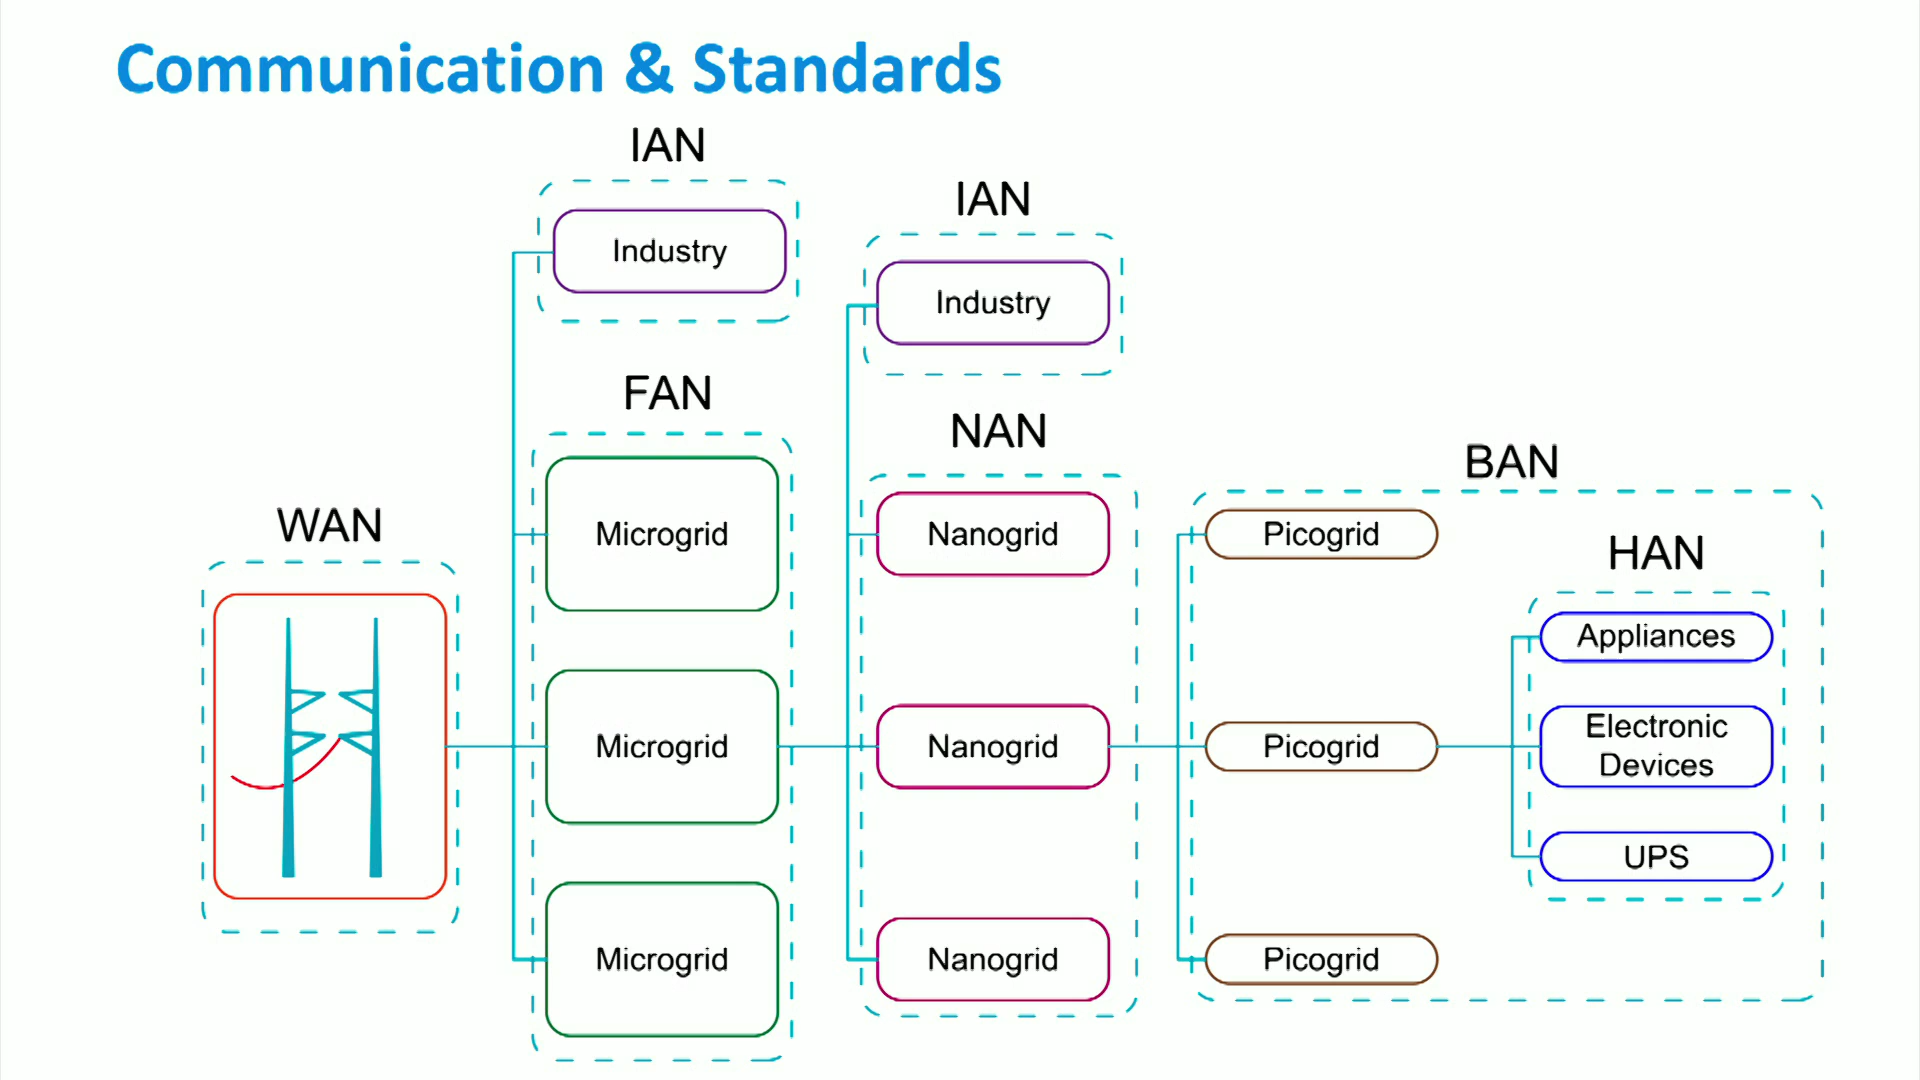 Communication & Standards
IAN
Industry
IAN
Industry
FAN
Microgrid
Microgrid
Microgrid
NAN
Nanogrid
Nanogrid
Nanogrid
WAN
BAN
Picogrid
Picogrid
Picogrid
HAN
Appliances
Electronic
Devices
UPS